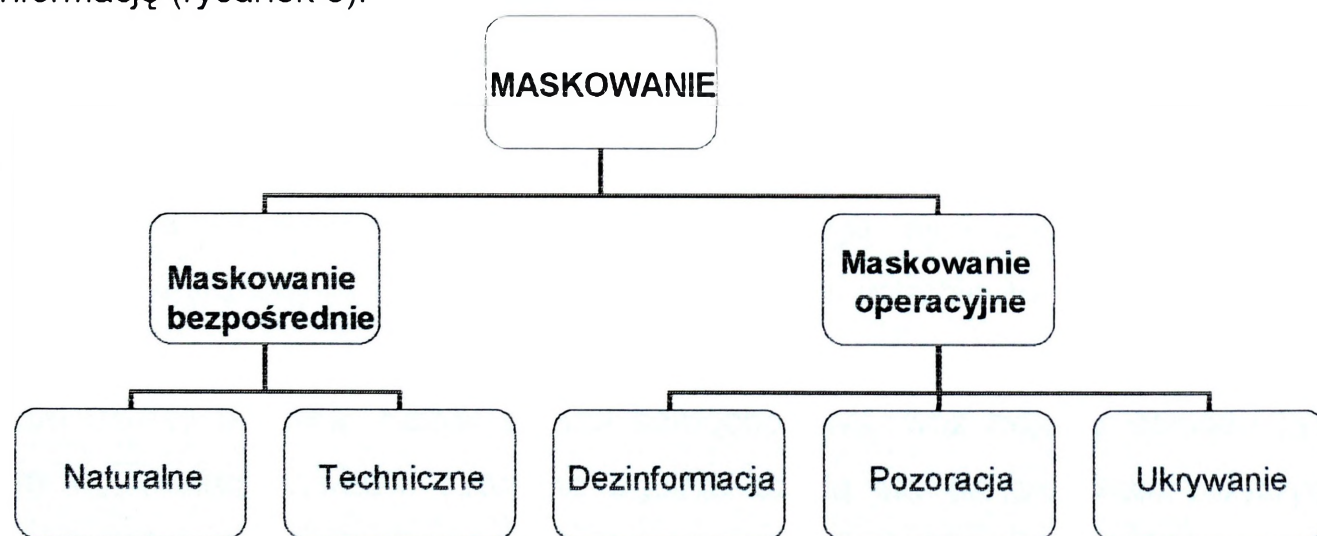 MASKOWANIE
Maskowanie
bezpośrednie
Maskowanie
operacyjne
Naturalne
Techniczne
Dezinformacja
Pozoracja
Ukrywanie